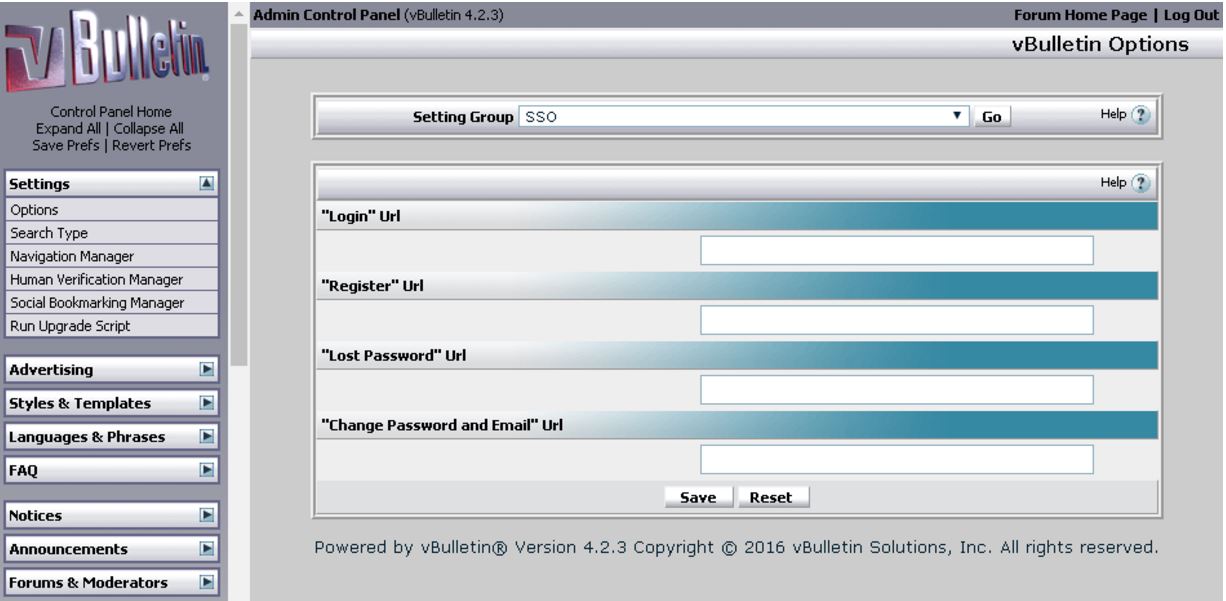 vBulletin
Control Panel Home
Expand All | Collapse All
Save Prefs | Revert Prefs
Settings
Options
Search Type
Navigation Manager
Human Verification Manager
Social Bookmarking Manager
Run Upgrade Script
Advertising
Styles & Templates
Languages & Phrases
FAQ
Notices
Announcements
Forums & Moderators
Admin Control Panel (vBulletin 4.2.3)
Forum Home Page | Log Out
vBulletin Options
Setting Group SSO Go Help ?
Help ?
"Login" Url
"Register" Url
"Lost Password" Url
"Change Password and Email" Url
Save Reset
Powered by vBulletin® Version 4.2.3 Copyright © 2016 vBulletin Solutions, Inc. All rights reserved.